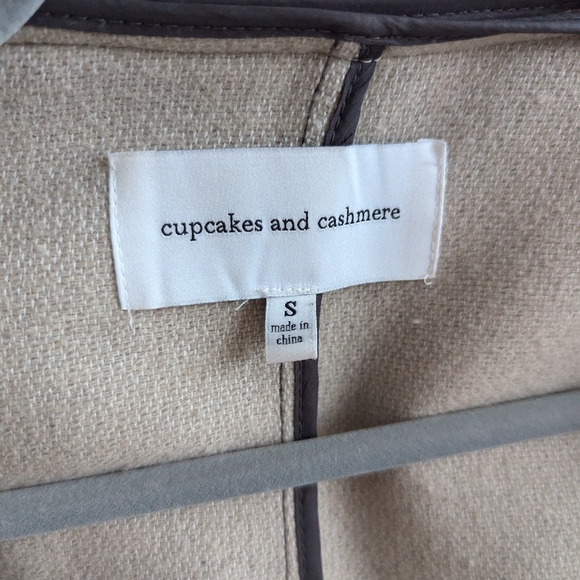 cupcakes and cashmere
S
made in
china